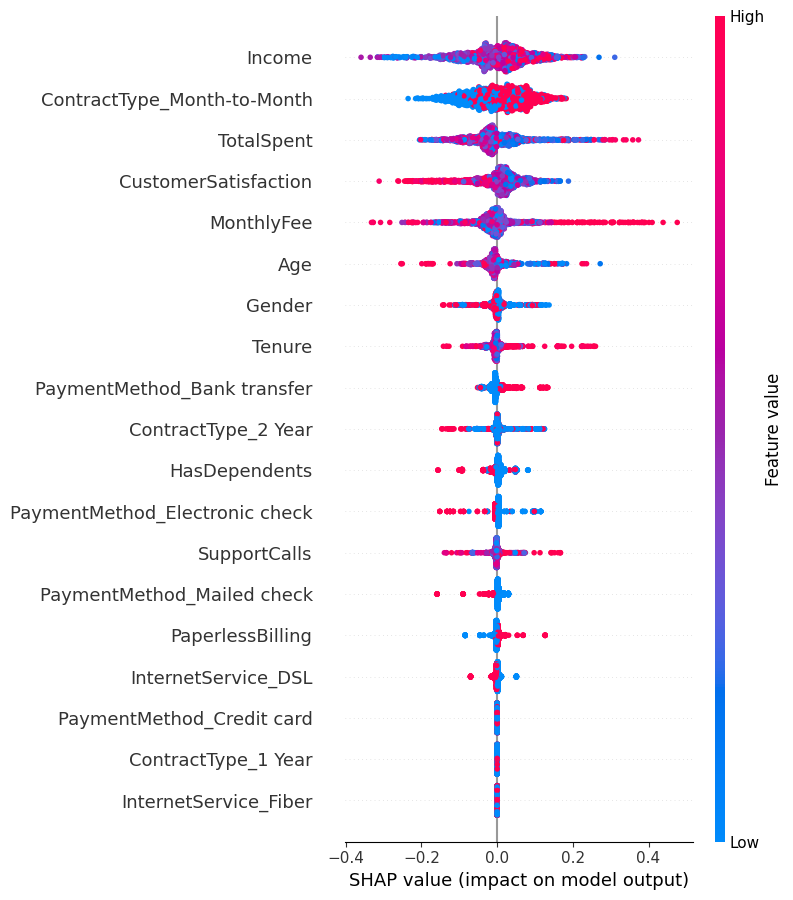 High
Income
ContractType_Month-to-Month
TotalSpent
CustomerSatisfaction
MonthlyFee
Age
Gender
Tenure
PaymentMethod_Bank transfer
ContractType_2 Year
HasDependents
PaymentMethod_Electronic check
SupportCalls
PaymentMethod_Mailed check
PaperlessBilling
InternetService_DSL
PaymentMethod_Credit card
ContractType_1 Year
InternetService_Fiber
Feature value
Low
−0.4 −0.2 0.0 0.2 0.4
SHAP value (impact on model output)